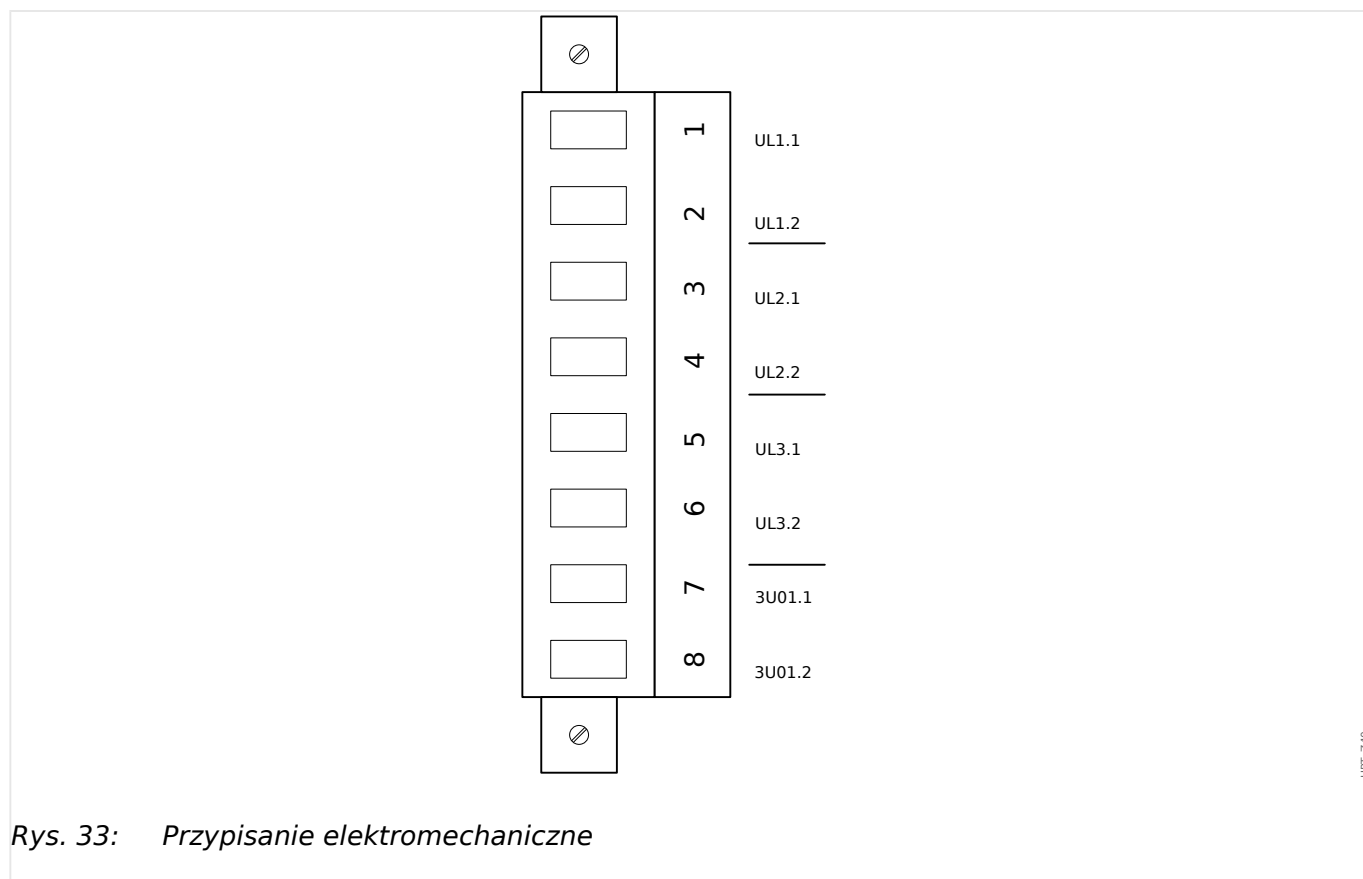 1
UL1.1
2
UL1.2
3
UL2.1
4
UL2.2
5
UL3.1
6
UL3.2
7
3U01.1
8
3U01.2
Rys. 33: Przypisanie elektromechaniczne